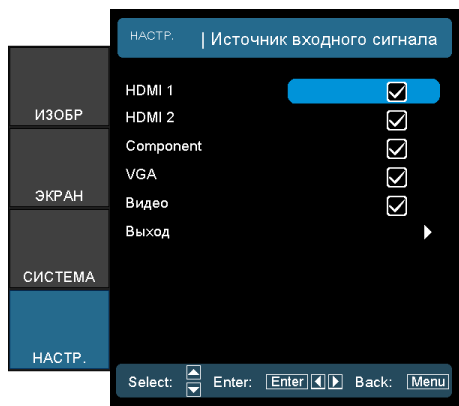 НАСТР. | Источник входного сигнала
ИЗОБР
ЭКРАН
СИСТЕМА
НАСТР.
HDMI 1
HDMI 2
Component
VGA
Видео
Выход
Select: Enter: Enter Back: Menu